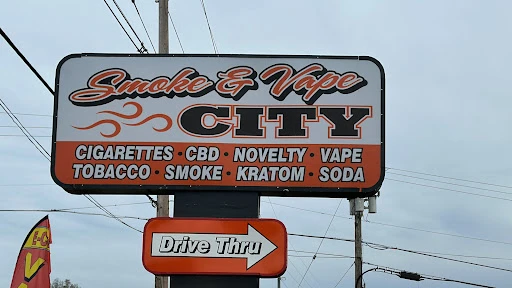 Smoke & Vape
CITY
CIGARETTES · CBD · NOVELTY · VAPE
TOBACCO · SMOKE · KRATOM · SODA
Drive Thru